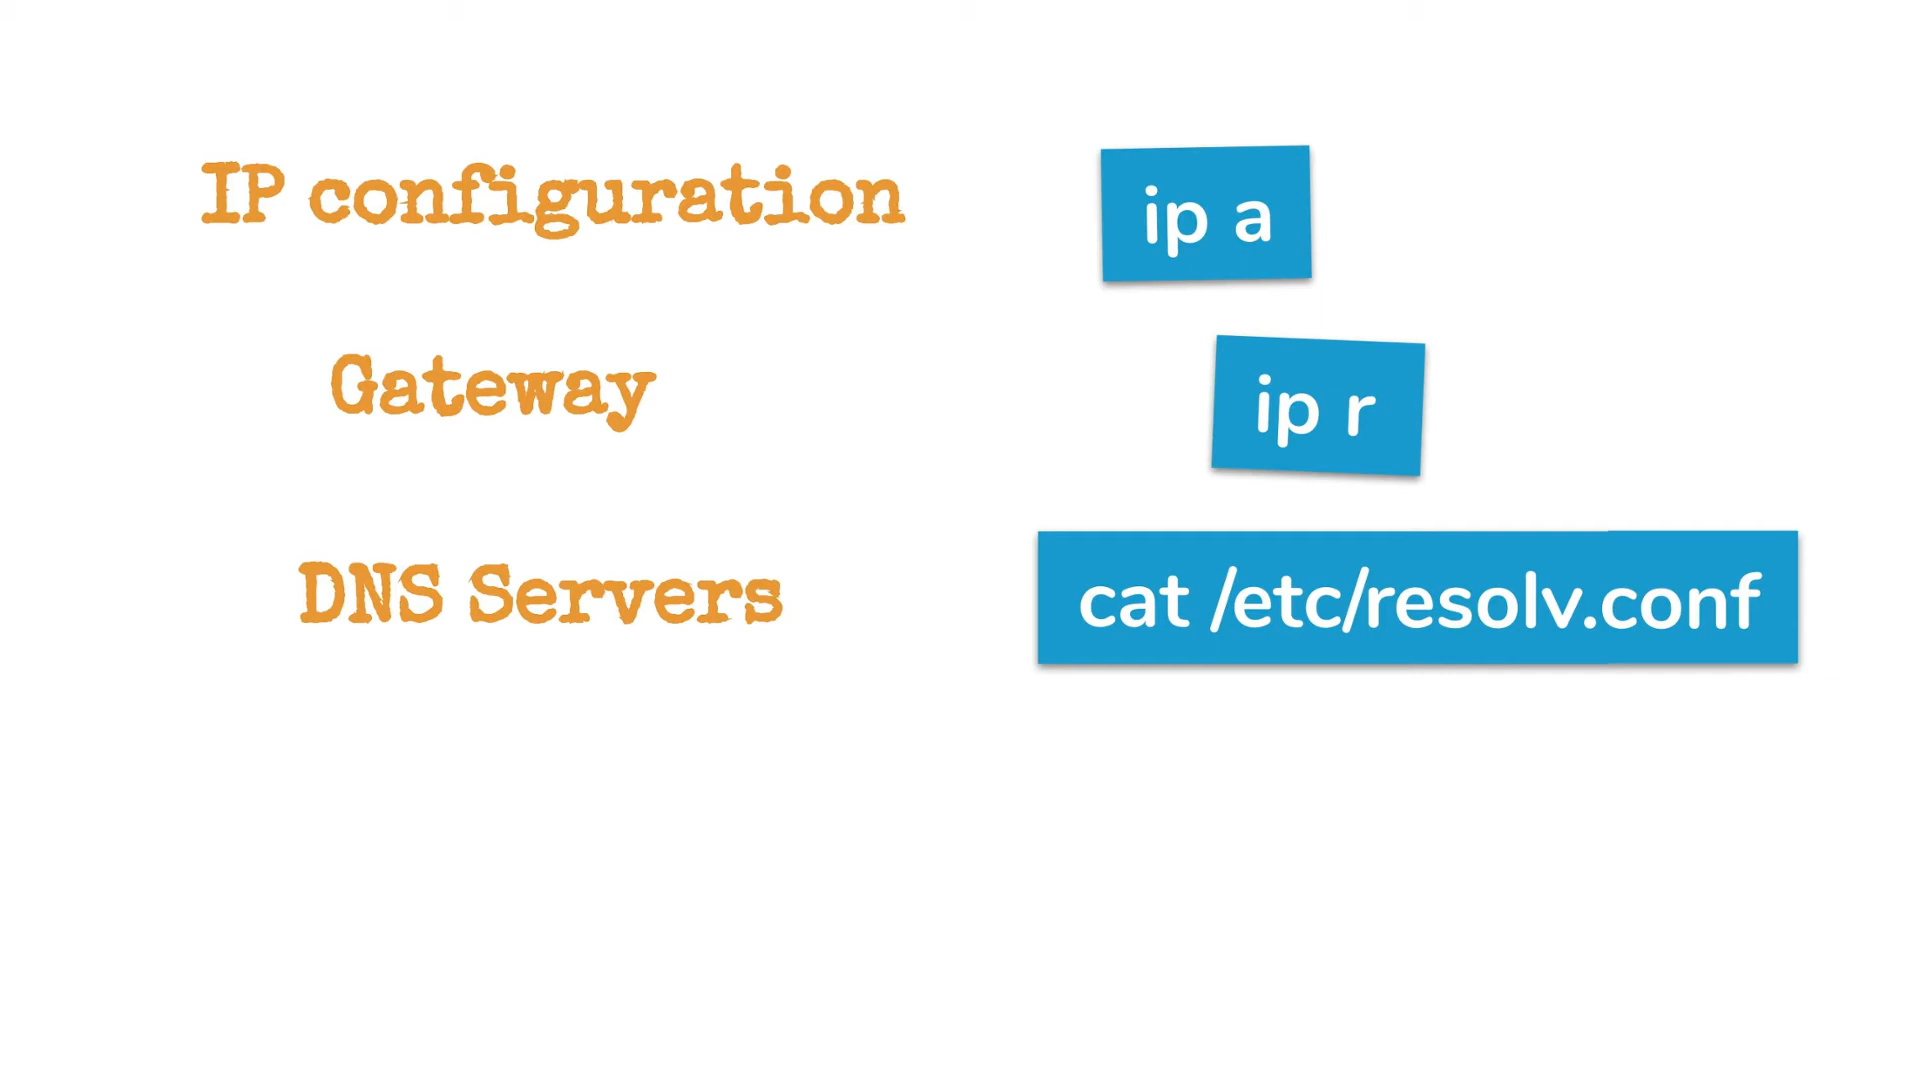 IP configuration
ip a
Gateway
ip r
DNS Servers
cat /etc/resolv.conf